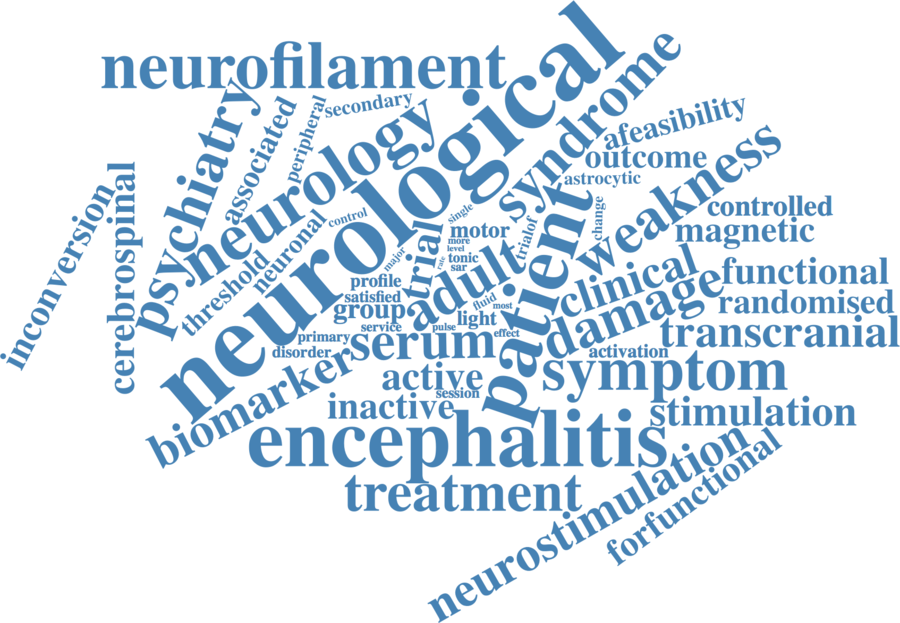 neurofilament
neurological
syndrome
psychiatry
associated
peripheral
secondary
neurology
afeasibility
outcome
astrocytic
weakness
inconversion
cerebrospinal
threshold
neuronal
control
single
change
trialof
motor
more
level
tonic
sar
rate
major
trial
adult
patient
controlled
magnetic
profile
satisfied
group
service
fluid
most
light
pulse
effect
clinical
damage
functional
randomised
transcranial
primary
disorder
serum
activation
biomarker
active
session
symptom
inactive
stimulation
encephalitis
treatment
neurostimulation
forfunctional